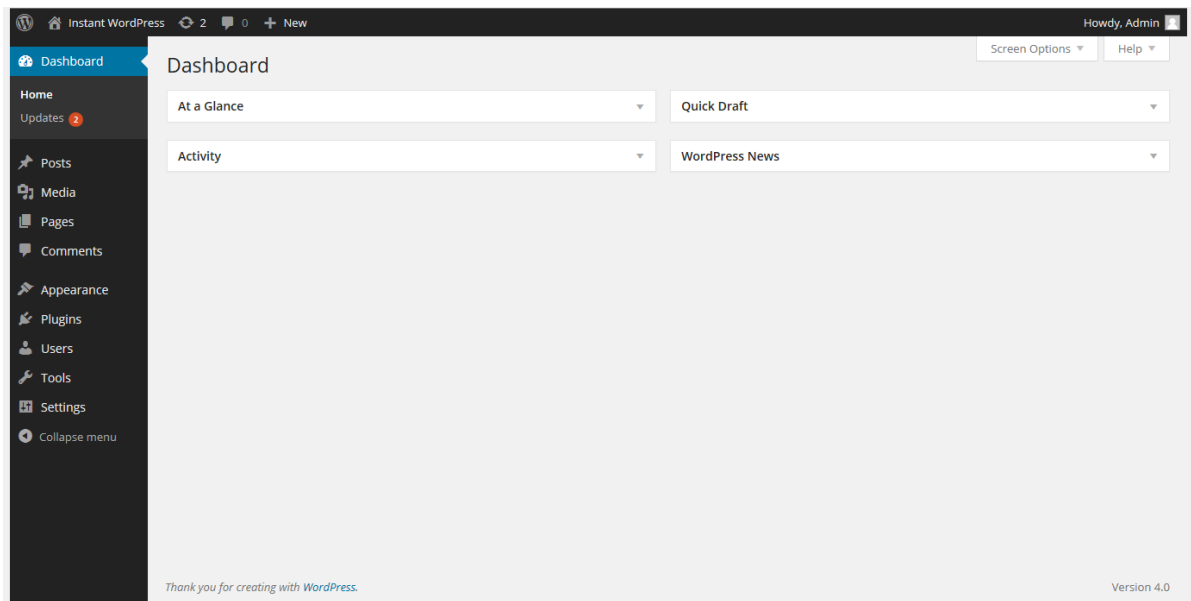 Instant WordPress 2 0 + New Howdy, Admin
Screen Options Help
Dashboard
Home
Updates 2
Posts
Media
Pages
Comments
Appearance
Plugins
Users
Tools
Settings
Collapse menu
Dashboard
At a Glance
Quick Draft
Activity
WordPress News
Thank you for creating with WordPress.
Version 4.0